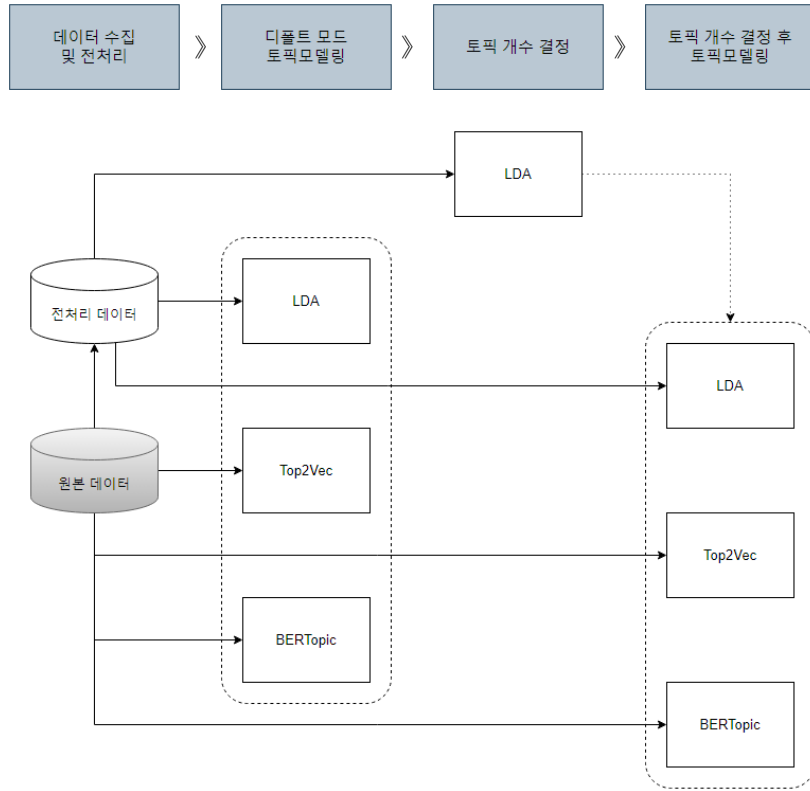 데이터 수집
및 전처리
》
디폴트 모드
토픽모델링
》
토픽 개수 결정
》
토픽 개수 결정 후
토픽모델링
LDA
전처리 데이터
LDA
LDA
원본 데이터
Top2Vec
Top2Vec
BERTopic
BERTopic